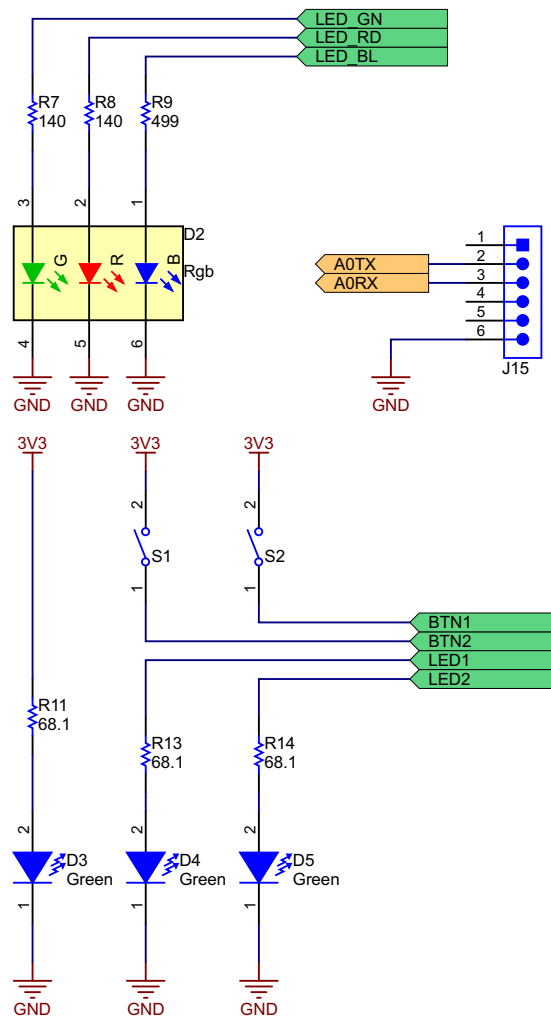 LED_GN
LED_RD
LED_BL
R7
140
R8
140
R9
499
3
2
1
D2
G
R
B
Rgb
4
5
6
GND
GND
GND
1
2
3
4
5
6
A0TX
A0RX
J15
GND
3V3
3V3
3V3
2
2
S1
S2
1
1
BTN1
BTN2
LED1
LED2
R11
68.1
R13
68.1
R14
68.1
2
2
2
D3
Green
D4
Green
D5
Green
1
1
1
GND
GND
GND